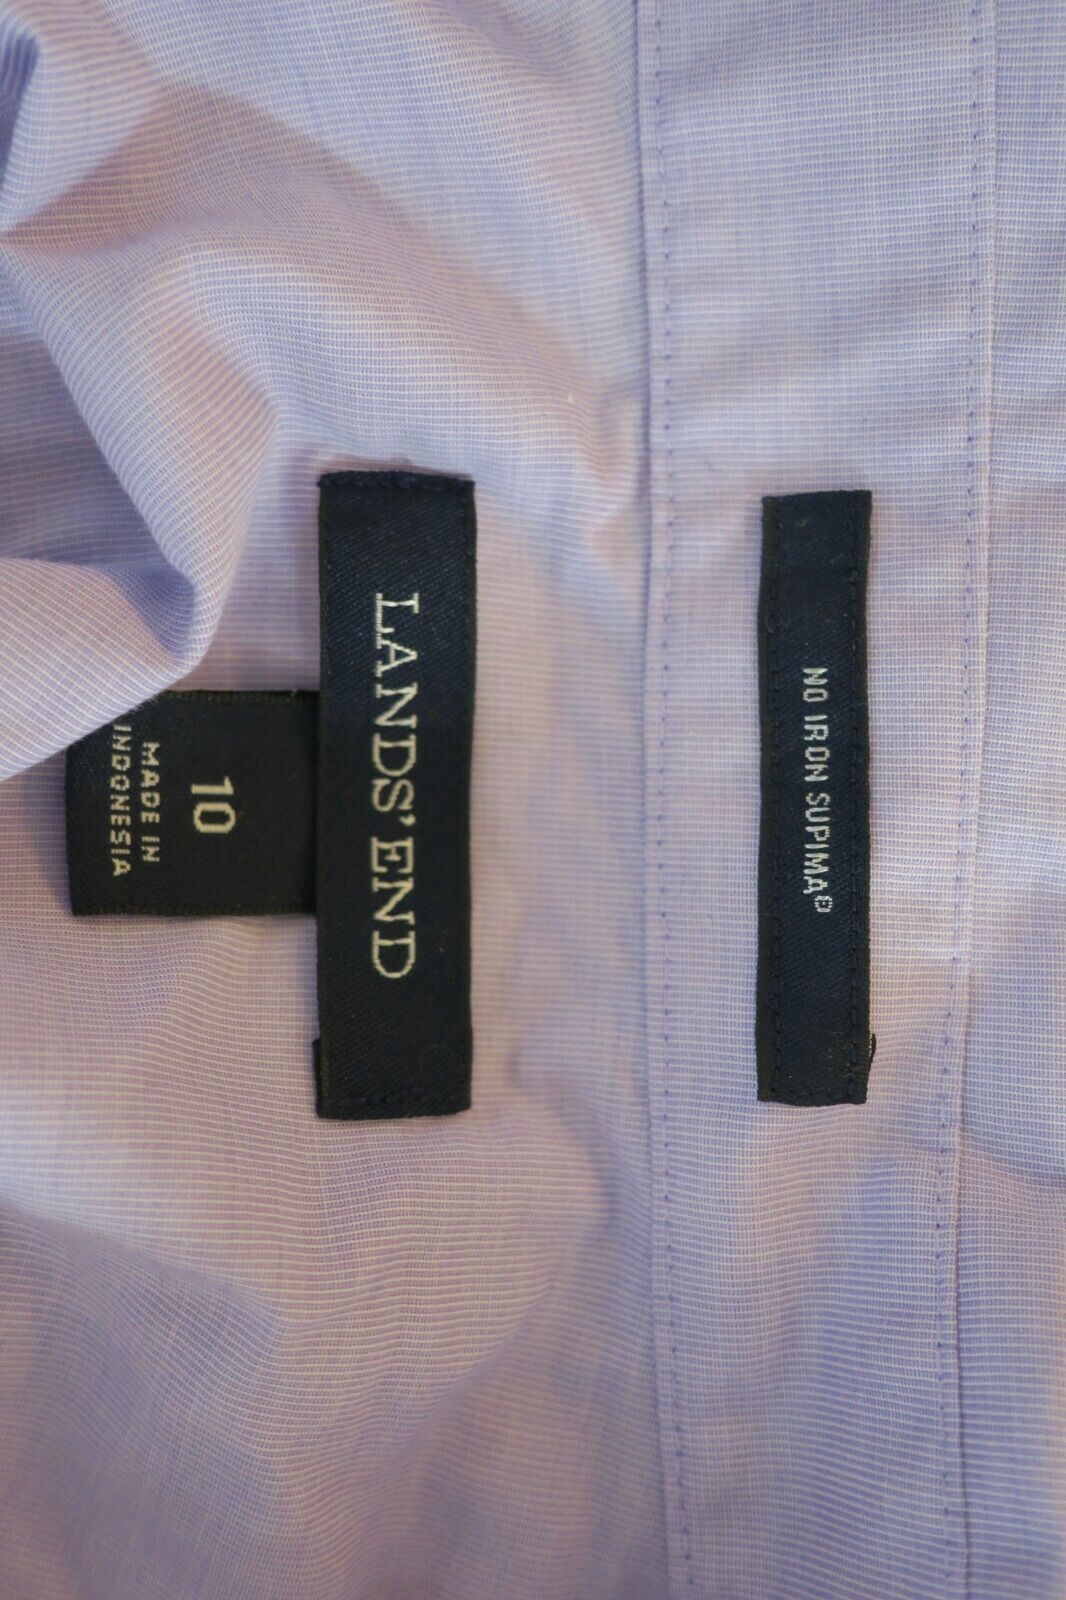 NO IRON SUPIMA®
LANDS' END
10
MADE IN
INDONESIA